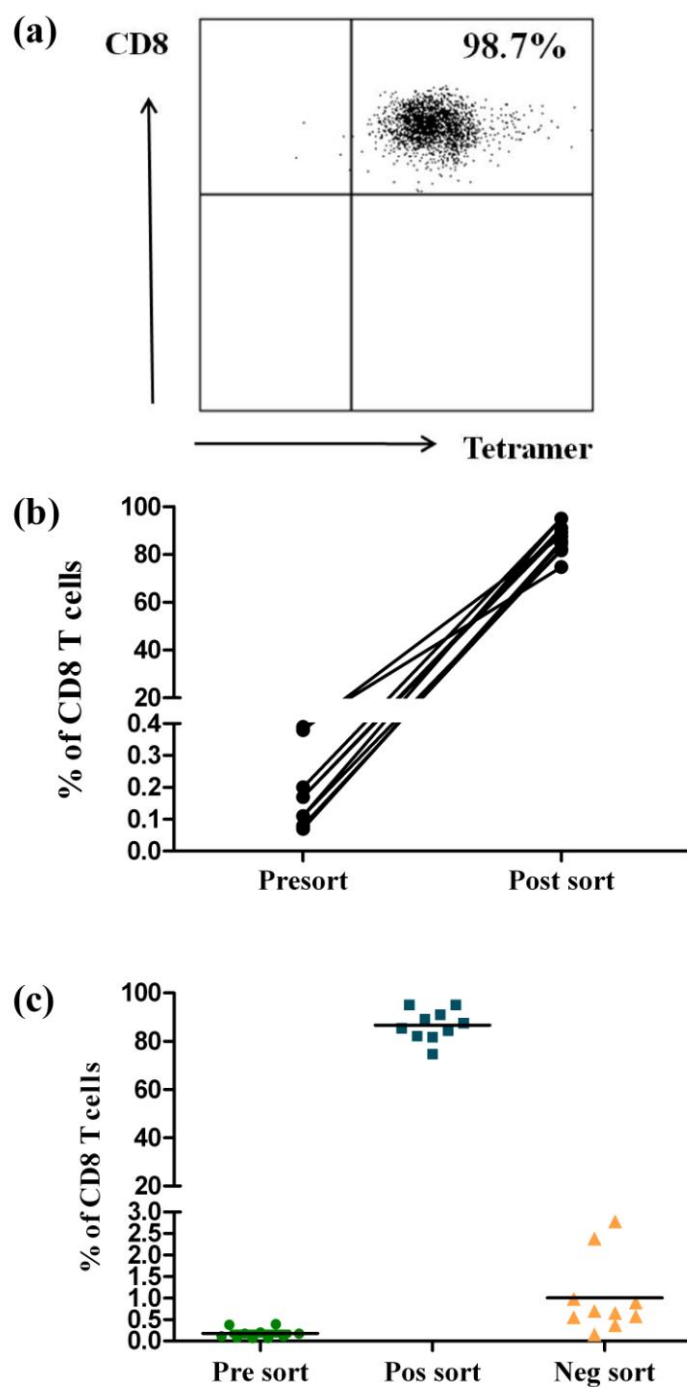 (a)
CD8
98.7%
Tetramer
(b)
% of CD8 T cells
100
80
60
40
20
0.4
0.3
0.2
0.1
0.0
Presort
Post sort
(c)
% of CD8 T cells
100
80
60
40
20
3.0
2.5
2.0
1.5
1.0
0.5
0.0
Pre sort
Pos sort
Neg sort